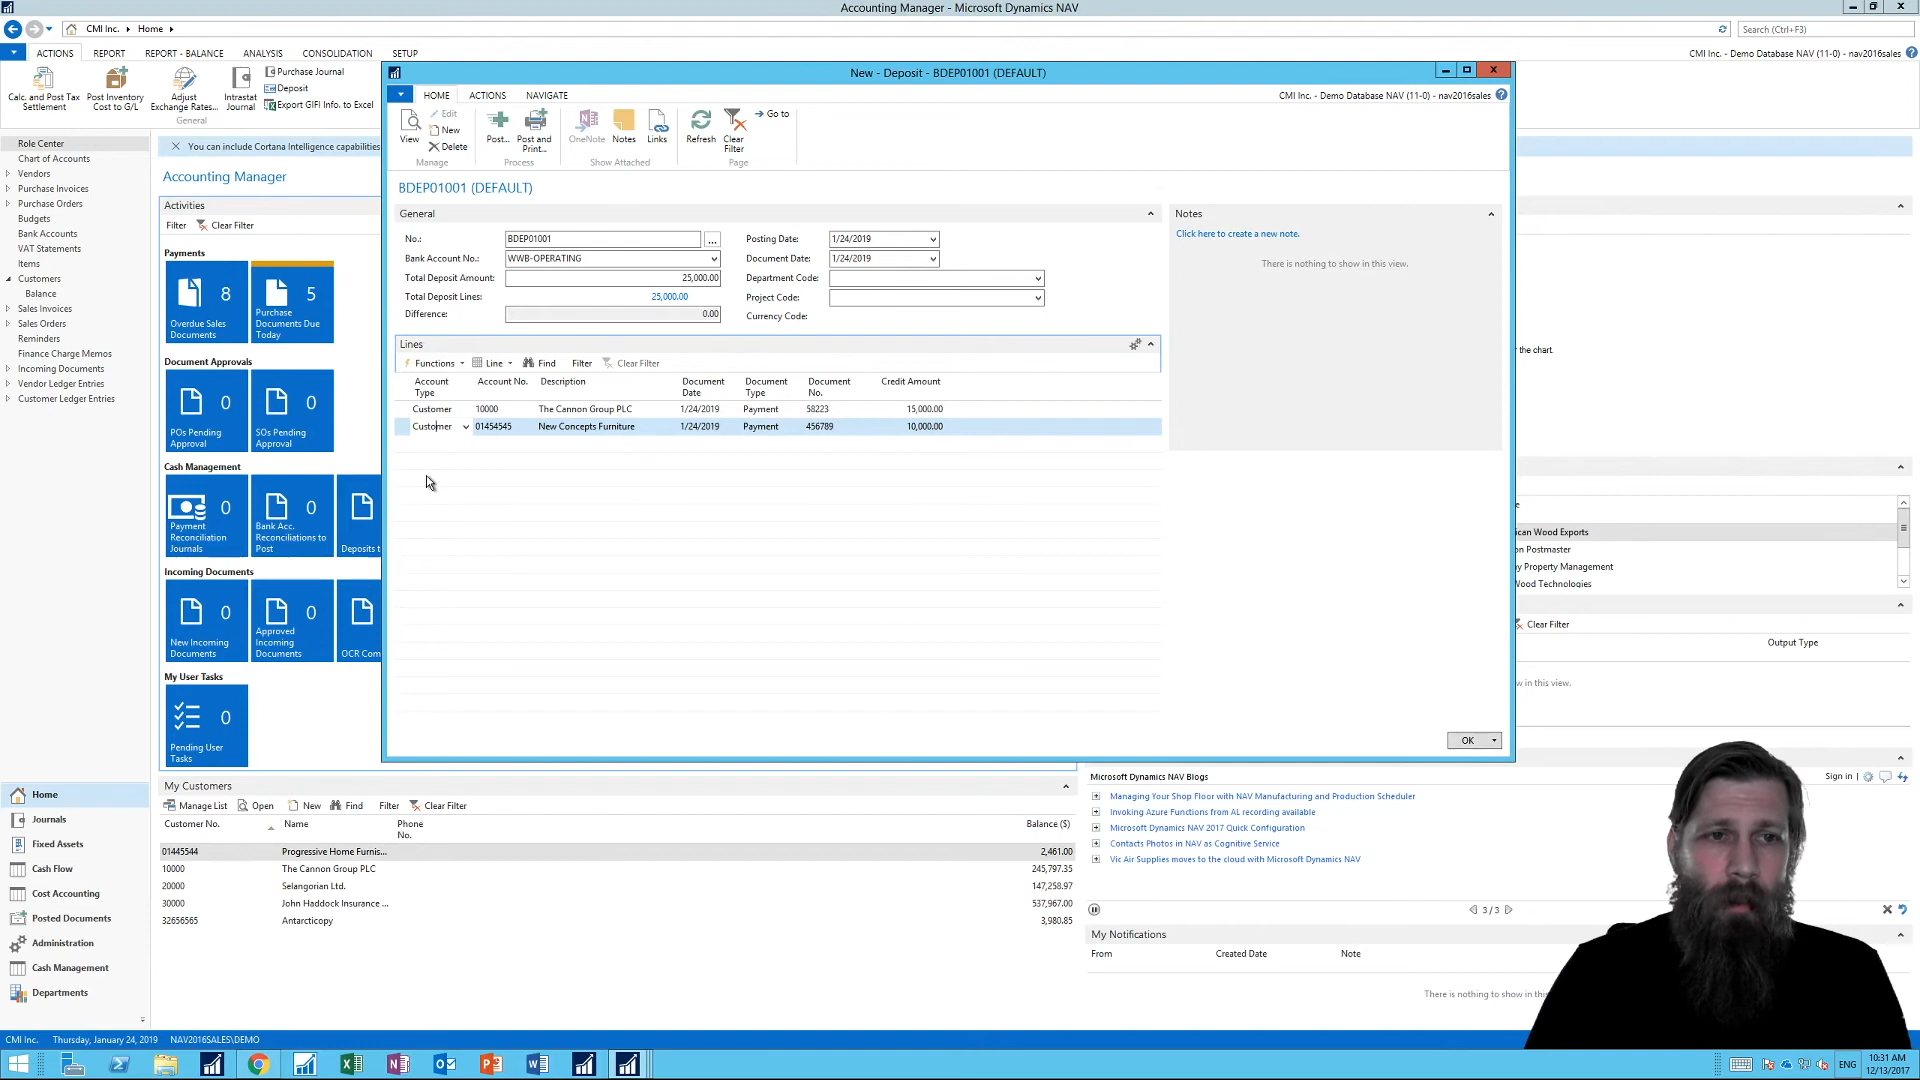 Accounting Manager - Microsoft Dynamics NAV
CMI Inc. Home
Search (Ctrl+F3)
ACTIONS REPORT REPORT - BALANCE ANALYSIS CONSOLIDATION SETUP
CMI Inc. - Demo Database NAV (11-0) - nav2016sales
Calc. and Post Tax Settlement
Post Inventory Cost to G/L
Adjust Exchange Rates...
Intrastat Journal
Purchase Journal
Deposit
Export GIFI Info. to Excel
General
Role Center
Chart of Accounts
Vendors
Purchase Invoices
Purchase Orders
Budgets
Bank Accounts
VAT Statements
Items
Customers
Balance
Sales Invoices
Sales Orders
Reminders
Finance Charge Memos
Incoming Documents
Vendor Ledger Entries
Customer Ledger Entries
Home
Journals
Fixed Assets
Cash Flow
Cost Accounting
Posted Documents
Administration
Cash Management
Departments
You can include Cortana Intelligence capabilities
Accounting Manager
Activities
Filter Clear Filter
Payments
8 Overdue Sales Documents
5 Purchase Documents Due Today
Document Approvals
0 POs Pending Approval
0 SOs Pending Approval
Cash Management
0 Payment Reconciliation Journals
0 Bank Acc. Reconciliations to Post
Deposits t
Incoming Documents
0 New Incoming Documents
0 Approved Incoming Documents
OCR Com
My User Tasks
0 Pending User Tasks
New - Deposit - BDEP01001 (DEFAULT)
HOME ACTIONS NAVIGATE
CMI Inc. - Demo Database NAV (11-0) - nav2016sales
View
Edit
New
Delete
Manage
Post...
Post and Print...
Process
OneNote
Notes
Links
Show Attached
Refresh
Clear Filter
Go to
Page
BDEP01001 (DEFAULT)
General
No.: BDEP01001 ...
Bank Account No.: WWB-OPERATING
Total Deposit Amount: 25,000.00
Total Deposit Lines: 25,000.00
Difference: 0.00
Posting Date: 1/24/2019
Document Date: 1/24/2019
Department Code:
Project Code:
Currency Code:
Lines
Functions Line Find Filter Clear Filter
Account Type Account No. Description Document Date Document Type Document No. Credit Amount
Customer 10000 The Cannon Group PLC 1/24/2019 Payment 58223 15,000.00
Customer 01454545 New Concepts Furniture 1/24/2019 Payment 456789 10,000.00
Notes
Click here to create a new note.
There is nothing to show in this view.
OK
the chart.
ican Wood Exports
on Postmaster
y Property Management
Wood Technologies
Clear Filter
Output Type
w in this view.
My Customers
Manage List Open New Find Filter Clear Filter
Customer No. Name Phone No. Balance ($)
01445544 Progressive Home Furnis... 2,461.00
10000 The Cannon Group PLC 245,797.35
20000 Selangorian Ltd. 147,258.97
30000 John Haddock Insurance ... 537,967.00
32656565 Antarcticopy 3,980.85
Microsoft Dynamics NAV Blogs
Sign in |
Managing Your Shop Floor with NAV Manufacturing and Production Scheduler
Invoking Azure Functions from AL recording available
Microsoft Dynamics NAV 2017 Quick Configuration
Contacts Photos in NAV as Cognitive Service
Vic Air Supplies moves to the cloud with Microsoft Dynamics NAV
3 / 3
My Notifications
From Created Date Note
There is nothing to show in this
CMI Inc. Thursday, January 24, 2019 NAV2016SALES\DEMO
ENG
10:31 AM
12/13/2017